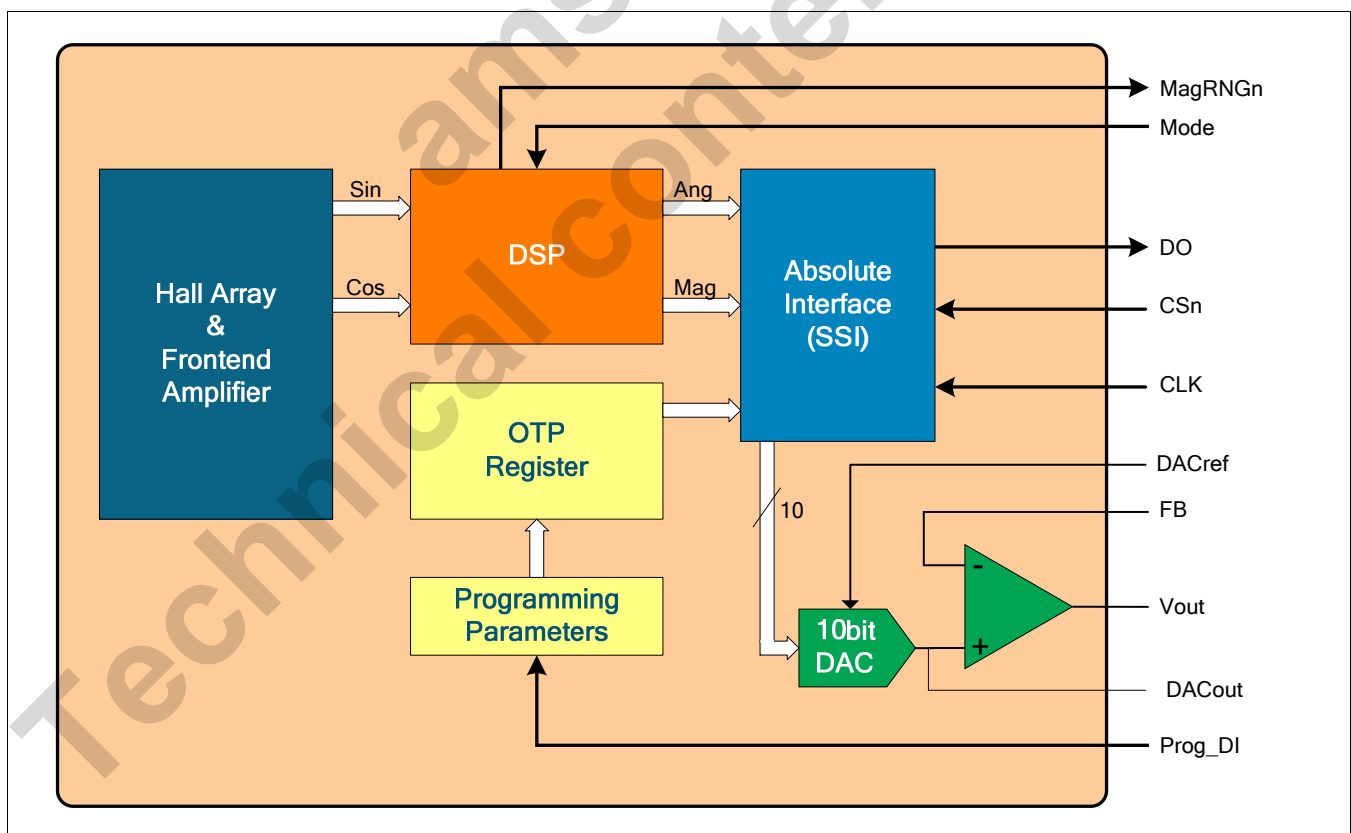 MagRNGn
Mode
Sin
Ang
DSP
Hall Array
&
Frontend
Amplifier
Cos
Mag
Absolute
Interface
(SSI)
DO
CSn
CLK
OTP
Register
DACref
10
FB
-
Programming
Parameters
10bit
DAC
+
Vout
DACout
Prog_DI
ams
Technical conte